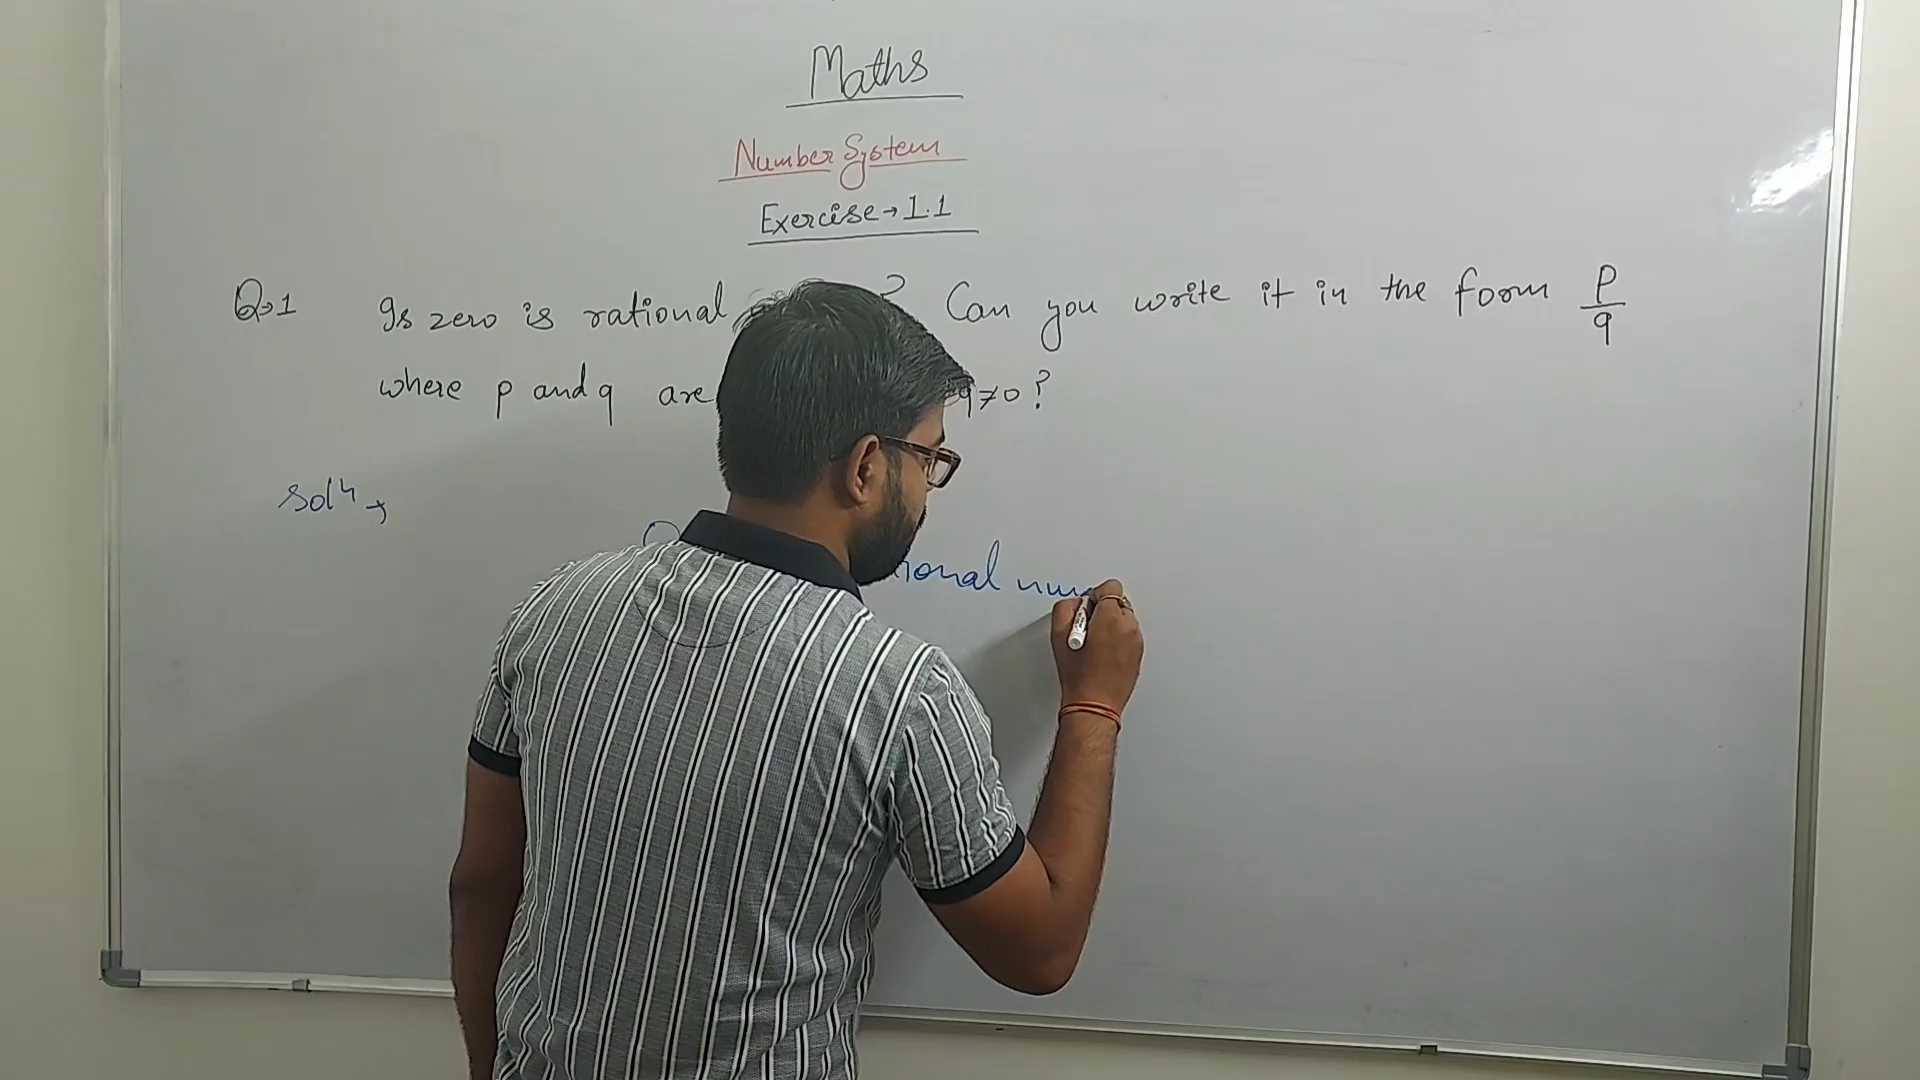 Maths
Number System
Exercise→1.1
Q→1 Is zero is rational ? Can you write it in the form p/q
where p and q are q≠0?
Solⁿ→
ional num